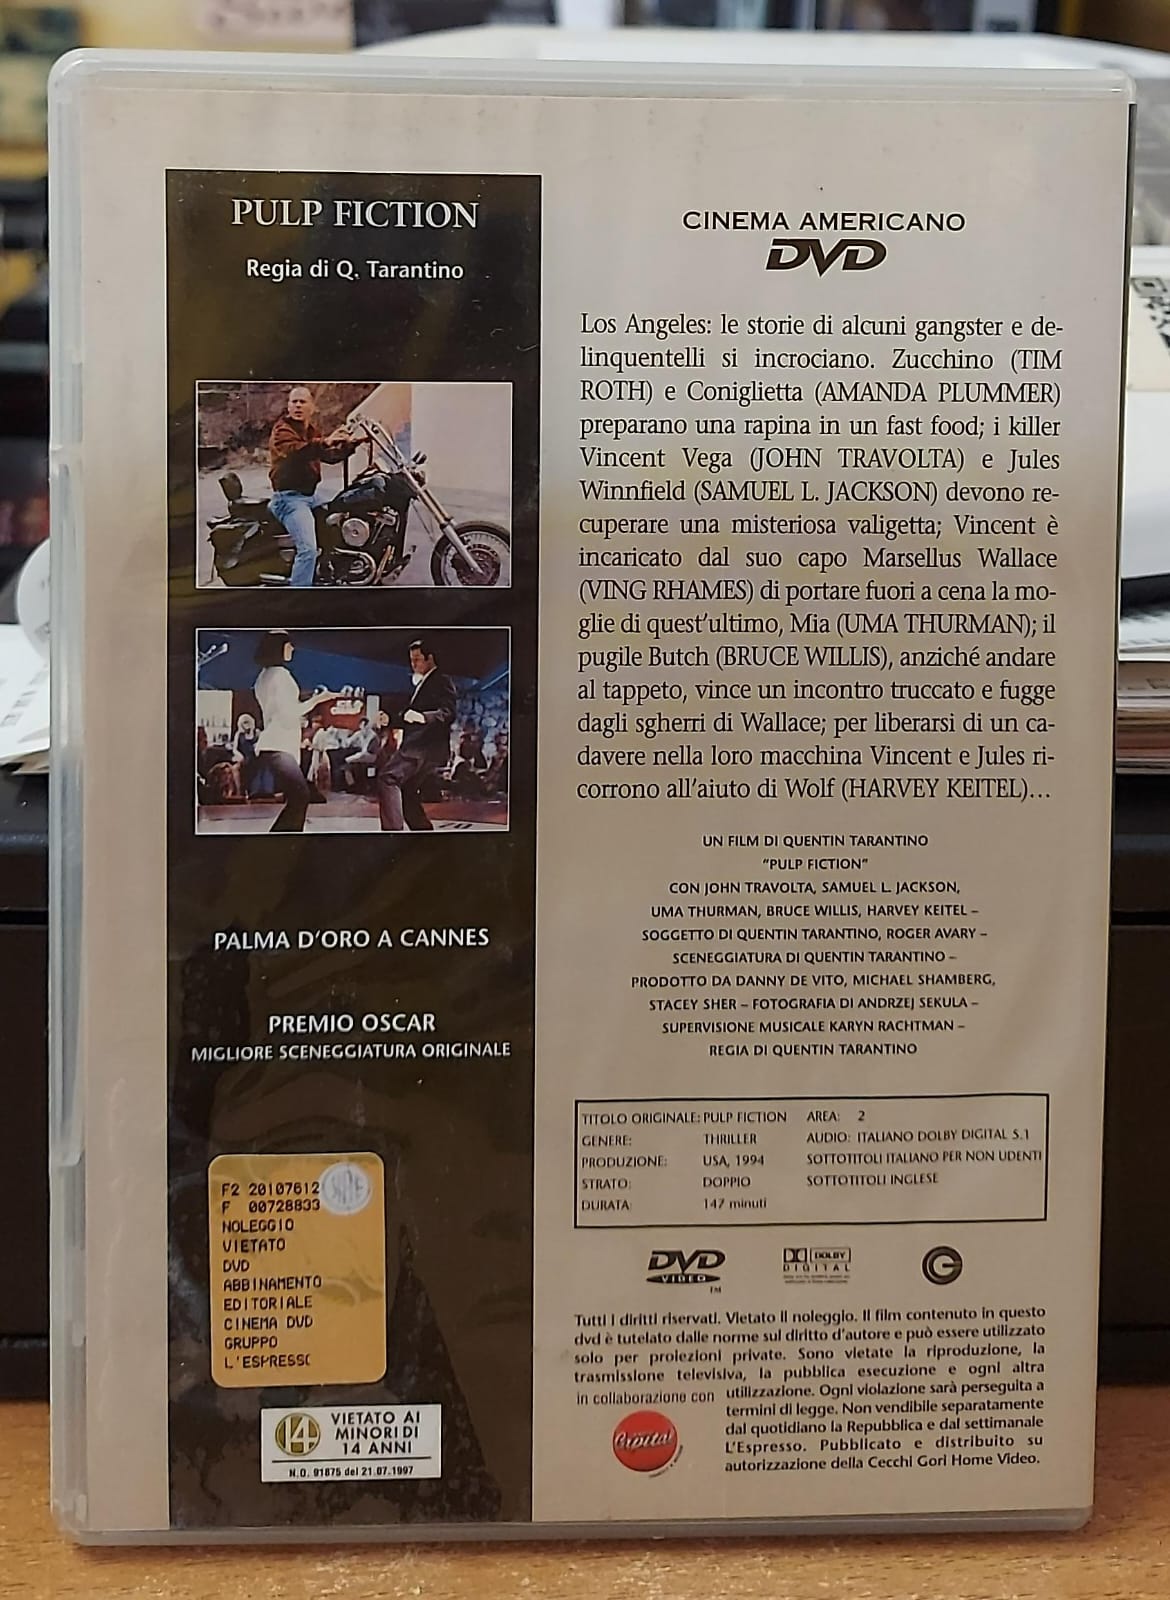 PULP FICTION
Regia di Q. Tarantino
PALMA D'ORO A CANNES
PREMIO OSCAR
MIGLIORE SCENEGGIATURA ORIGINALE
F2 20107612
F 00728833
NOLEGGIO
VIETATO
DVD
ABBINAMENTO
EDITORIALE
CINEMA DVD
GRUPPO
L'ESPRESSO
SIAE
14
VIETATO AI
MINORI DI
14 ANNI
N.O. 91875 del 21.07.1997
CINEMA AMERICANO
DVD
Los Angeles: le storie di alcuni gangster e de-
linquentelli si incrociano. Zucchino (TIM
ROTH) e Coniglietta (AMANDA PLUMMER)
preparano una rapina in un fast food; i killer
Vincent Vega (JOHN TRAVOLTA) e Jules
Winnfield (SAMUEL L. JACKSON) devono re-
cuperare una misteriosa valigetta; Vincent è
incaricato dal suo capo Marsellus Wallace
(VING RHAMES) di portare fuori a cena la mo-
glie di quest'ultimo, Mia (UMA THURMAN); il
pugile Butch (BRUCE WILLIS), anziché andare
al tappeto, vince un incontro truccato e fugge
dagli sgherri di Wallace; per liberarsi di un ca-
davere nella loro macchina Vincent e Jules ri-
corrono all'aiuto di Wolf (HARVEY KEITEL)...
UN FILM DI QUENTIN TARANTINO
"PULP FICTION"
CON JOHN TRAVOLTA, SAMUEL L. JACKSON,
UMA THURMAN, BRUCE WILLIS, HARVEY KEITEL –
SOGGETTO DI QUENTIN TARANTINO, ROGER AVARY –
SCENEGGIATURA DI QUENTIN TARANTINO –
PRODOTTO DA DANNY DE VITO, MICHAEL SHAMBERG,
STACEY SHER – FOTOGRAFIA DI ANDRZEJ SEKULA –
SUPERVISIONE MUSICALE KARYN RACHTMAN –
REGIA DI QUENTIN TARANTINO
TITOLO ORIGINALE: PULP FICTION AREA: 2
GENERE: THRILLER AUDIO: ITALIANO DOLBY DIGITAL 5.1
PRODUZIONE: USA, 1994 SOTTOTITOLI ITALIANO PER NON UDENTI
STRATO: DOPPIO SOTTOTITOLI INGLESE
DURATA: 147 minuti
DVD VIDEO TM
DOLBY DIGITAL
Tutti i diritti riservati. Vietato il noleggio. Il film contenuto in questo
dvd è tutelato dalle norme sul diritto d'autore e può essere utilizzato
solo per proiezioni private. Sono vietate la riproduzione, la
trasmissione televisiva, la pubblica esecuzione e ogni altra
in collaborazione con utilizzazione. Ogni violazione sarà perseguita a
termini di legge. Non vendibile separatamente
dal quotidiano la Repubblica e dal settimanale
L'Espresso. Pubblicato e distribuito su
autorizzazione della Cecchi Gori Home Video.
Capital